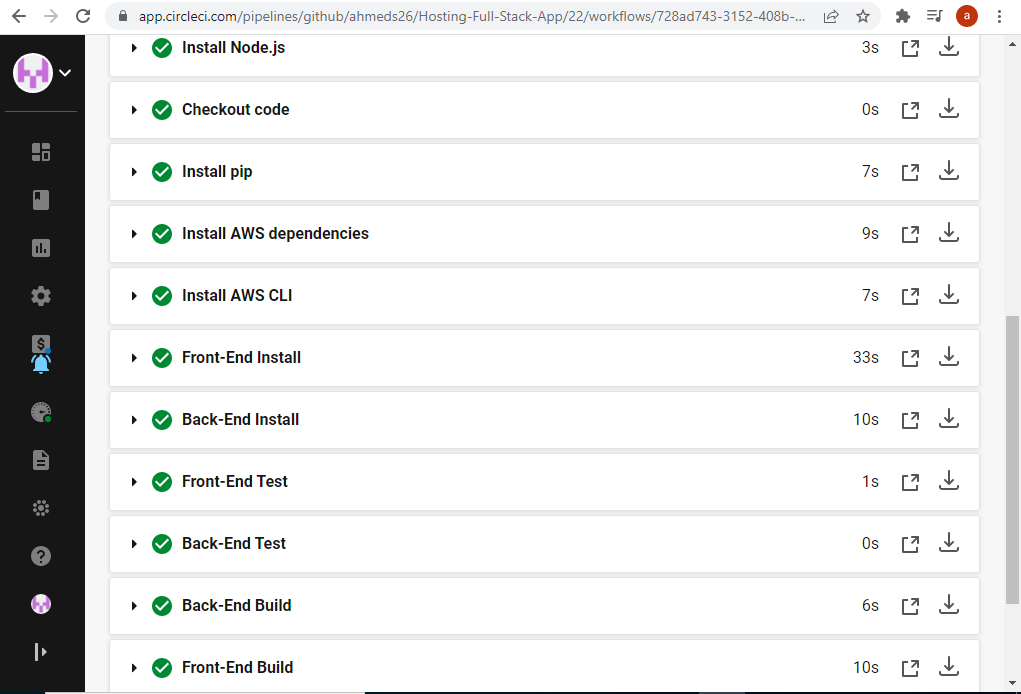 app.circleci.com/pipelines/github/ahmeds26/Hosting-Full-Stack-App/22/workflows/728ad743-3152-408b-...
a
Install Node.js 3s
Checkout code 0s
Install pip 7s
Install AWS dependencies 9s
Install AWS CLI 7s
Front-End Install 33s
Back-End Install 10s
Front-End Test 1s
Back-End Test 0s
Back-End Build 6s
Front-End Build 10s